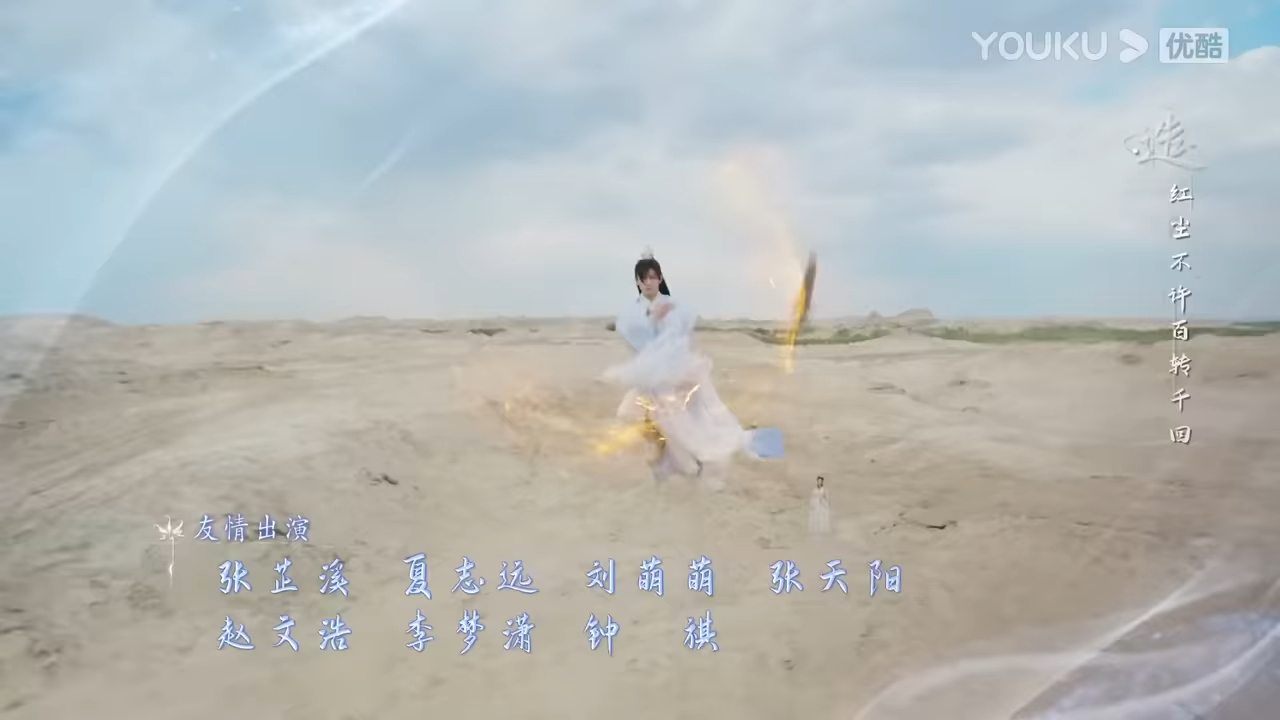 YOUKU 优酷
造
红尘不许百转千回
友情出演
张芷溪 夏志远 刘萌萌 张天阳
赵文浩 李梦潇 钟祺